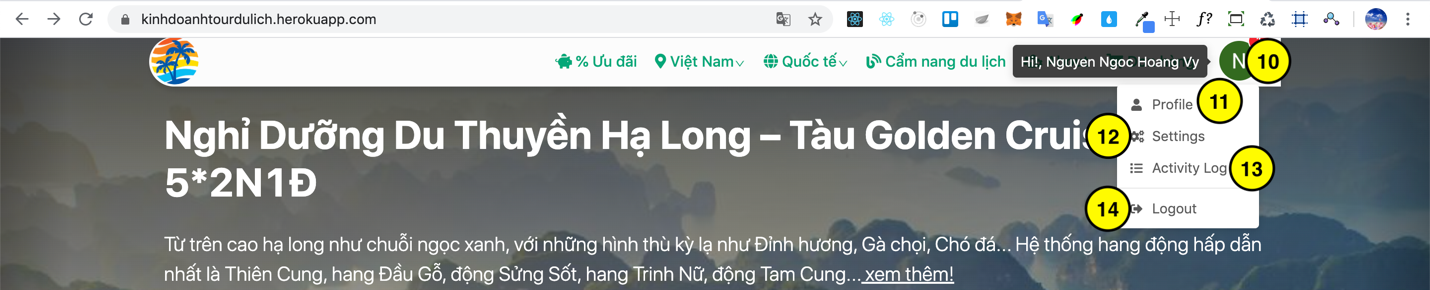 kinhdoanhtourdulich.herokuapp.com
f?
% Ưu đãi Việt Nam Quốc tế Cẩm nang du lịch Hi!, Nguyen Ngoc Hoang Vy N 10
Profile 11
12 Settings
Activity Log 13
14 Logout
Nghỉ Dưỡng Du Thuyền Hạ Long – Tàu Golden Cruis
5*2N1Đ
Từ trên cao hạ long như chuỗi ngọc xanh, với những hình thù kỳ lạ như Đỉnh hương, Gà chọi, Chó đá... Hệ thống hang động hấp dẫn
nhất là Thiên Cung, hang Đầu Gỗ, động Sửng Sốt, hang Trinh Nữ, động Tam Cung... xem thêm!